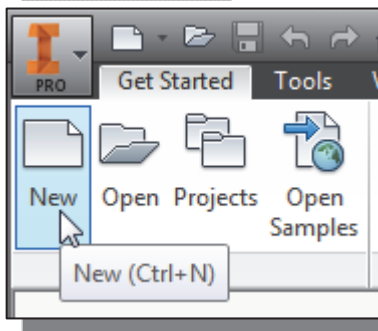 PRO
Get Started Tools
New Open Projects Open
Samples
New (Ctrl+N)